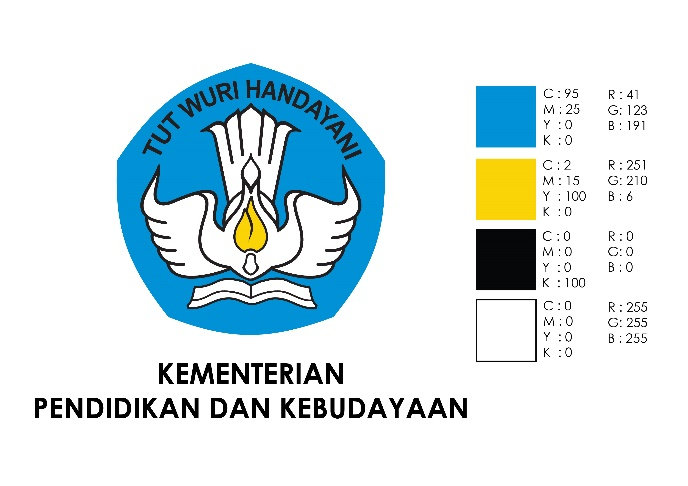 TUT WURI HANDAYANI
KEMENTERIAN
PENDIDIKAN DAN KEBUDAYAAN
C : 95 R : 41
M : 25 G: 123
Y : 0 B : 191
K : 0
C : 2 R : 251
M : 15 G: 210
Y : 100 B : 6
K : 0
C : 0 R : 0
M : 0 G: 0
Y : 0 B : 0
K : 100
C : 0 R : 255
M : 0 G: 255
Y : 0 B : 255
K : 0